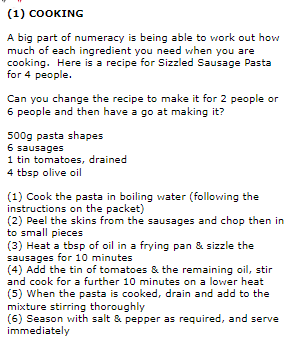 (1) COOKING
A big part of numeracy is being able to work out how
much of each ingredient you need when you are
cooking.  Here is a recipe for Sizzled Sausage Pasta
for 4 people.
Can you change the recipe to make it for 2 people or
6 people and then have a go at making it?
500g pasta shapes
6 sausages
1 tin tomatoes, drained
4 tbsp olive oil
(1) Cook the pasta in boiling water (following the
instructions on the packet)
(2) Peel the skins from the sausages and chop then in
to small pieces
(3) Heat a tbsp of oil in a frying pan & sizzle the
sausages for 10 minutes
(4) Add the tin of tomatoes & the remaining oil, stir
and cook for a further 10 minutes on a lower heat
(5) When the pasta is cooked, drain and add to the
mixture stirring thoroughly
(6) Season with salt & pepper as required, and serve
immediately